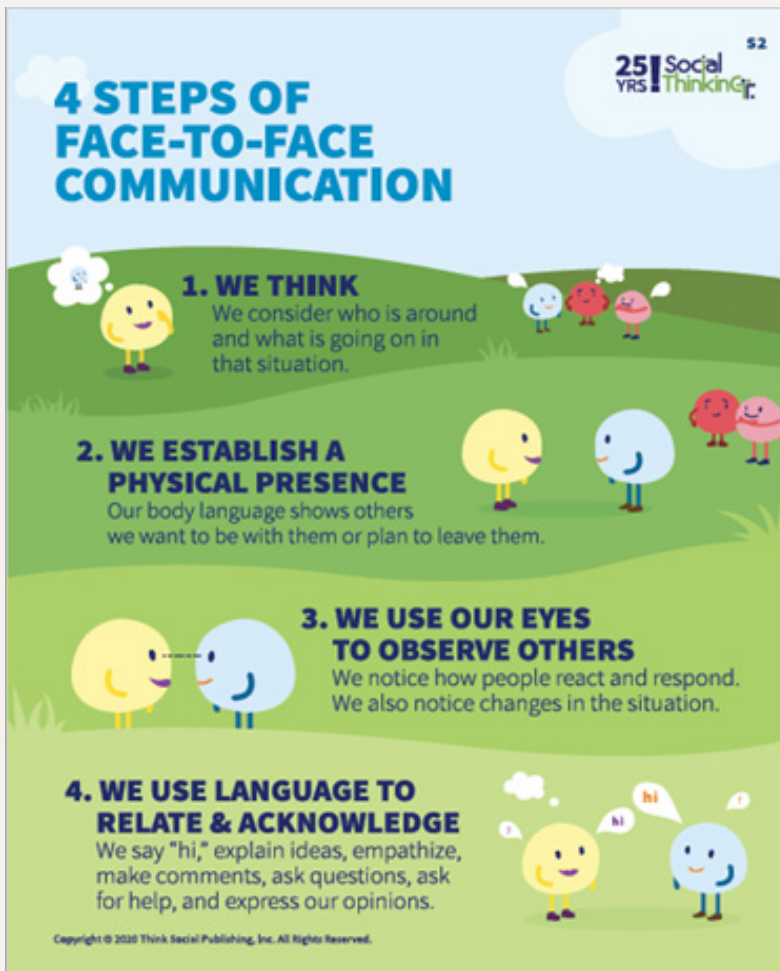 S2
25 YRS! Social Thinking
4 STEPS OF
FACE-TO-FACE
COMMUNICATION
1. WE THINK
We consider who is around
and what is going on in
that situation.
2. WE ESTABLISH A
PHYSICAL PRESENCE
Our body language shows others
we want to be with them or plan to leave them.
3. WE USE OUR EYES
TO OBSERVE OTHERS
We notice how people react and respond.
We also notice changes in the situation.
4. WE USE LANGUAGE TO
RELATE & ACKNOWLEDGE
We say "hi," explain ideas, empathize,
make comments, ask questions, ask
for help, and express our opinions.
? hi hi !
Copyright © 2020 Think Social Publishing, Inc. All Rights Reserved.